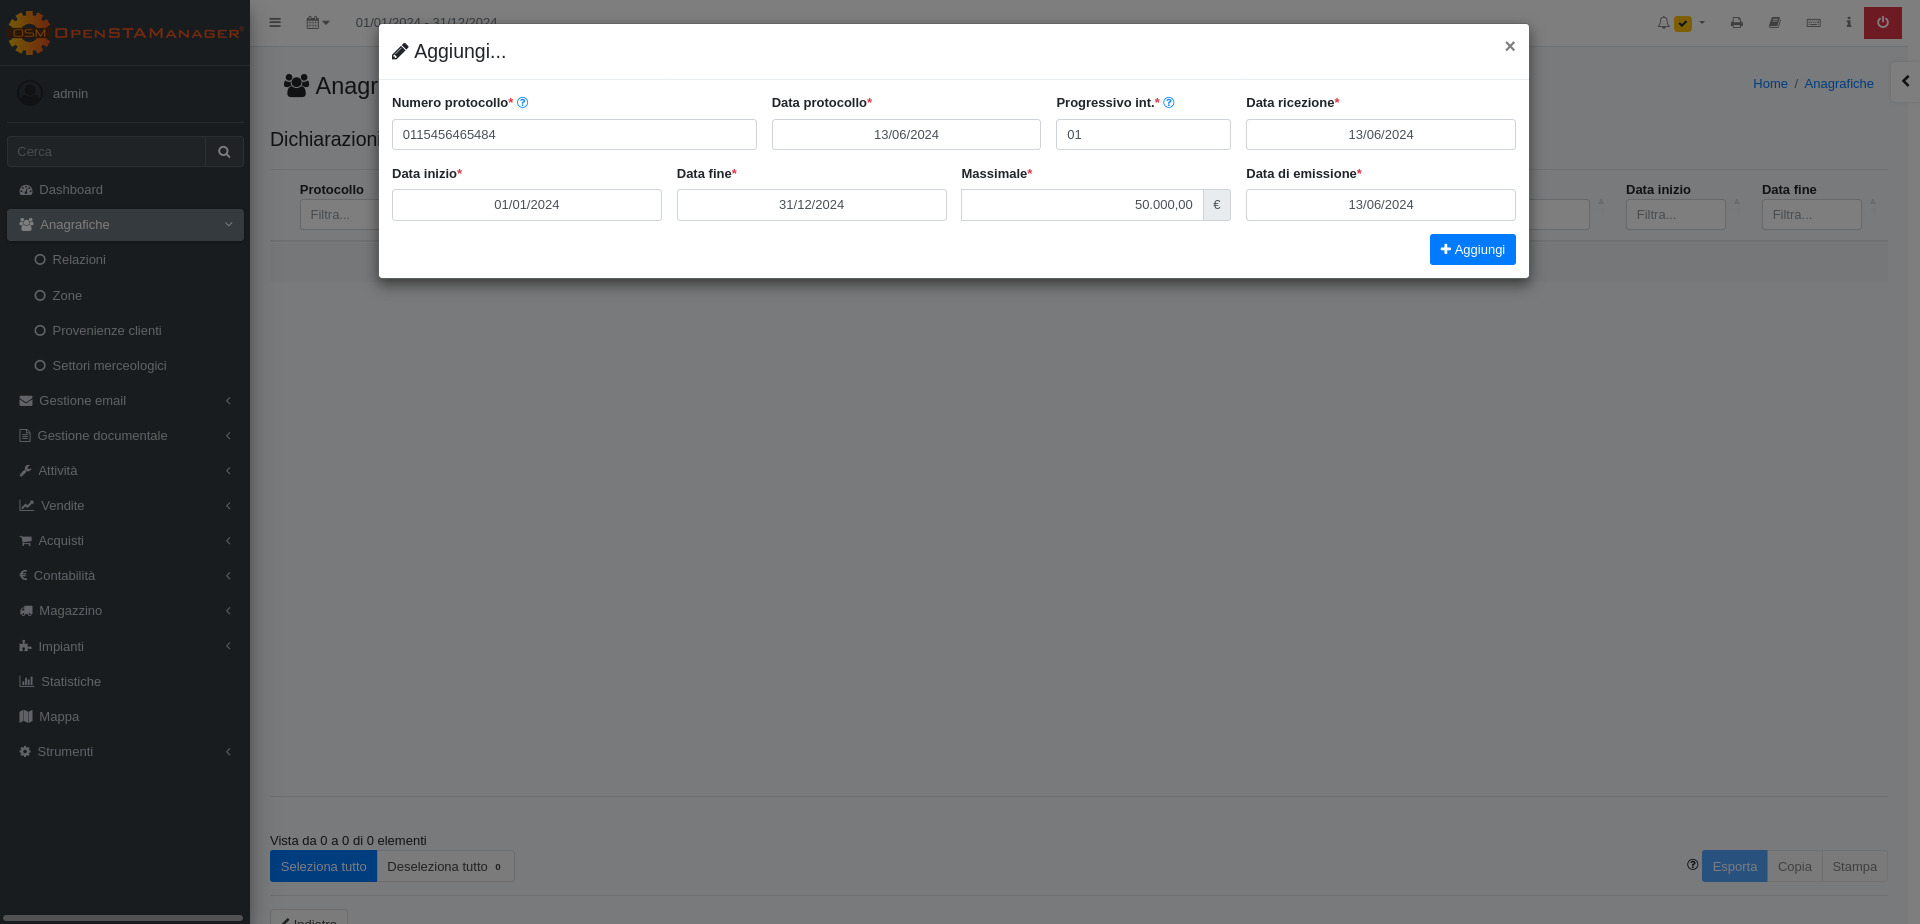 OSM OpenSTAManager®
01/01/2024 - 31/12/2024
Aggiungi...
×
admin
Anagr
Home / Anagrafiche
Numero protocollo*
Data protocollo*
Progressivo int.*
Data ricezione*
0115456465484
13/06/2024
01
13/06/2024
Dichiarazioni
Cerca
Data inizio*
Data fine*
Massimale*
Data di emissione*
01/01/2024
31/12/2024
50.000,00 €
13/06/2024
Aggiungi
Protocollo
Data inizio
Data fine
Filtra...
Filtra...
Filtra...
Dashboard
Anagrafiche
Relazioni
Zone
Provenienze clienti
Settori merceologici
Gestione email
Gestione documentale
Attività
Vendite
Acquisti
Contabilità
Magazzino
Impianti
Statistiche
Mappa
Strumenti
Vista da 0 a 0 di 0 elementi
Seleziona tutto
Deseleziona tutto 0
Esporta
Copia
Stampa
Indietro